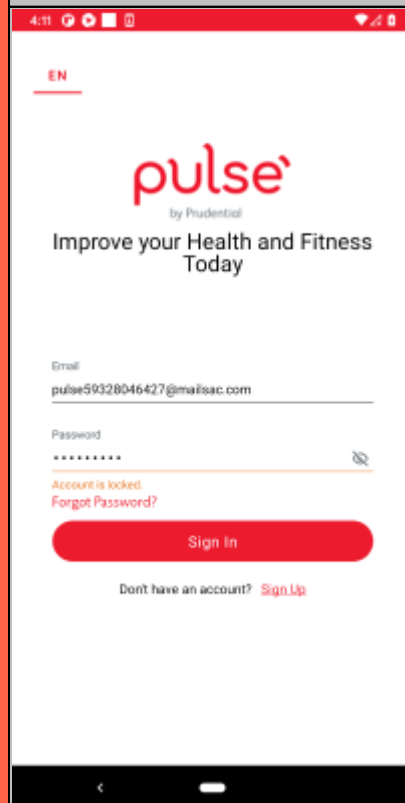 4:11
EN
pulse
by Prudential
Improve your Health and Fitness
Today
Email
pulse59328046427@mailsac.com
Password
•••••••••
Account is locked.
Forgot Password?
Sign In
Don't have an account? Sign Up